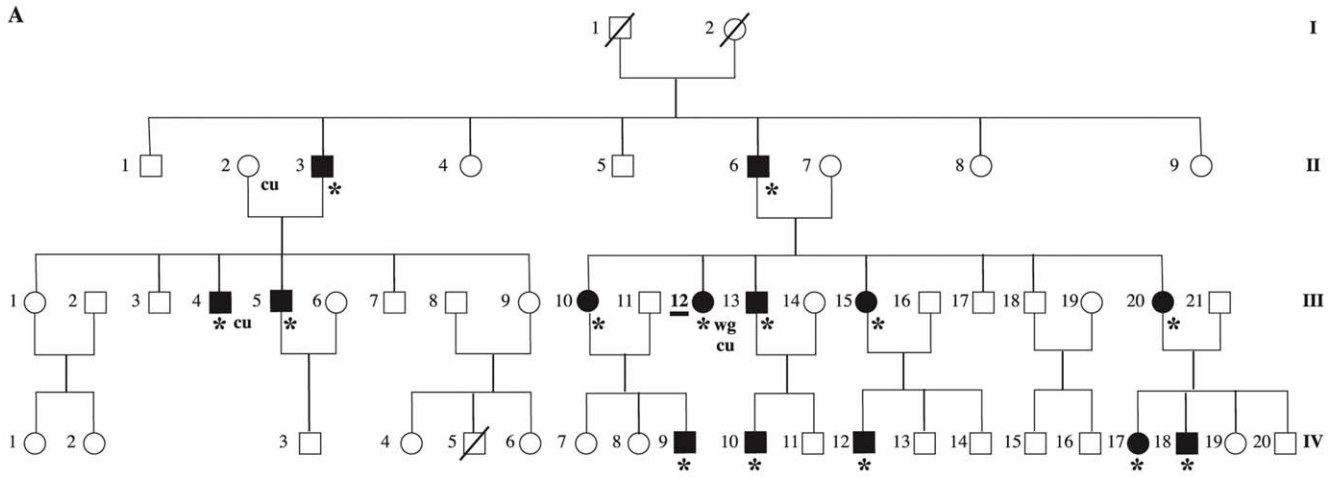 A
1 2 I
1 2 3 4 5 6 7 8 9 II
cu * *
1 2 3 4 5 6 7 8 9 10 11 12 13 14 15 16 17 18 19 20 21 III
* cu * * * wg * * *
cu
1 2 3 4 5 6 7 8 9 10 11 12 13 14 15 16 17 18 19 20 IV
* * * * *